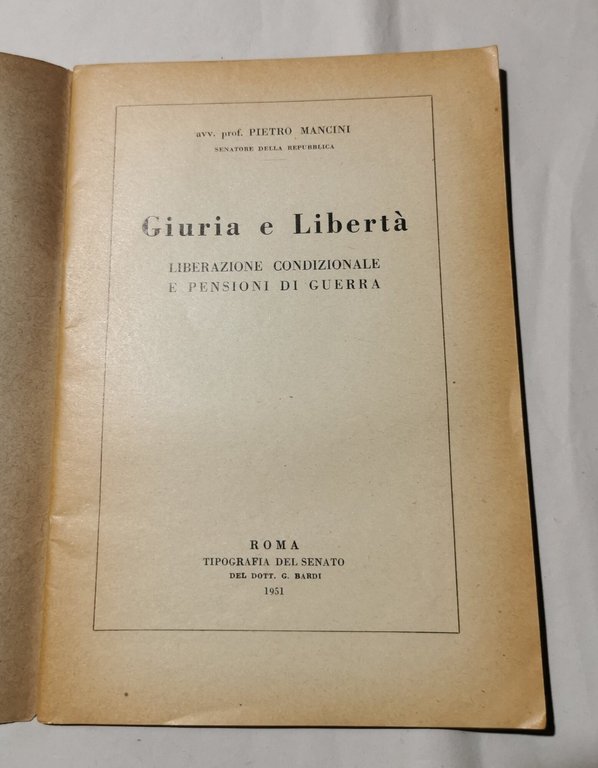 avv. prof. PIETRO MANCINI
SENATORE DELLA REPUBBLICA
Giuria e Libertà
LIBERAZIONE CONDIZIONALE
E PENSIONI DI GUERRA
ROMA
TIPOGRAFIA DEL SENATO
DEL DOTT. G. BARDI
1951